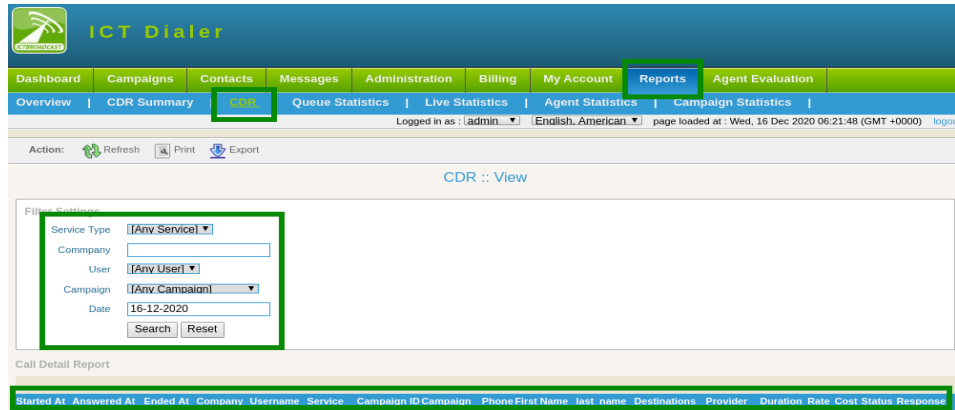 ICTBROADCAST
ICT Dialer
Dashboard Campaigns Contacts Messages Administration Billing My Account Reports Agent Evaluation
Overview | CDR Summary | CDR Queue Statistics | Live Statistics | Agent Statistics | Campaign Statistics |
Logged in as : admin English, American page loaded at : Wed, 16 Dec 2020 06:21:48 (GMT +0000) logou
Action: Refresh Print Export
CDR :: View
Filter Settings
Service Type [Any Service]
Commpany
User [Any User]
Campaign [Any Campaign]
Date 16-12-2020
Search Reset
Call Detail Report
Started At Answered At Ended At Company Username Service Campaign ID Campaign Phone First Name last_name Destinations Provider Duration Rate Cost Status Response